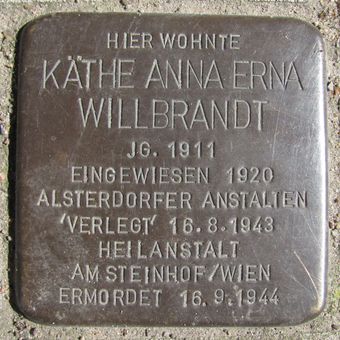 HIER WOHNTE
KÄTHE ANNA ERNA
WILLBRANDT
JG. 1911
EINGEWIESEN 1920
ALSTERDORFER ANSTALTEN
'VERLEGT' 16.8.1943
HEILANSTALT
AM STEINHOF/WIEN
ERMORDET 16.9.1944